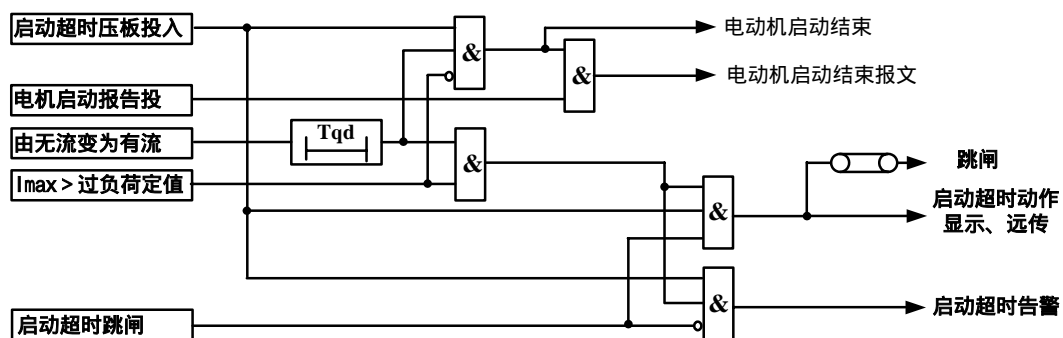 启动超时压板投入
电机启动报告投
由无流变为有流
Imax > 过负荷定值
启动超时跳闸
Tqd
&
&
&
&
&
电动机启动结束
电动机启动结束报文
跳闸
启动超时动作
显示、远传
启动超时告警